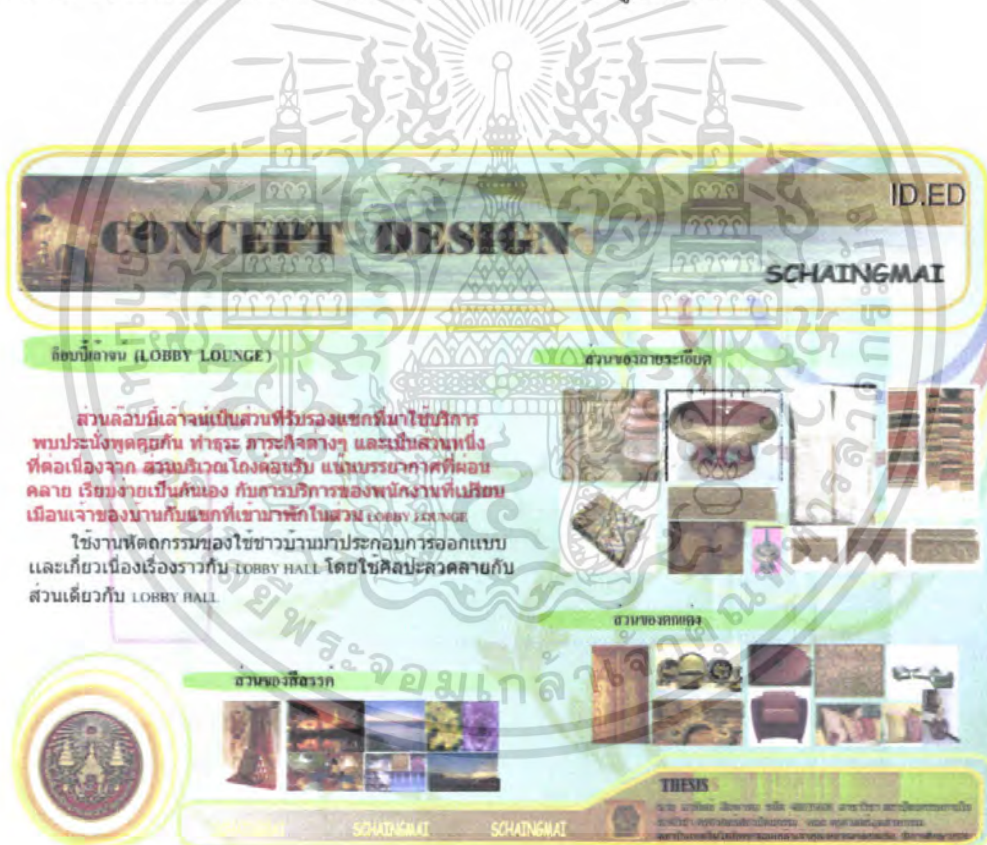 ID.ED
CONCEPT DESIGN
SCHAINGMAI
ล๊อบบี้เล้าจน์ (LOBBY LOUNGE)
ส่วนล๊อบบี้เล้าจน์เป็นส่วนที่รับรองแขกที่มาใช้บริการ
พบประนั่งพูดคุยกัน ทำธุระ ภาระกิจต่างๆ และเป็นส่วนหนึ่ง
ที่ต่อเนื่องจาก ส่วนบริเวณโถงต้อนรับ แน้นบรรยากาศที่ผ่อน
คลาย เรียบง่ายเป็นกันเอง กับการบริการของพนักงานที่เปรียบ
เมือนเจ้าของบ้านกับแขกที่เข้ามาพักในส่วน LOBBY LOUNGE
ใช้งานหัตถกรรมของใช้ชาวบ้านมาประกอบการออกแบบ
และเกี่ยวเนื่องเรื่องราวกับ LOBBY HALL โดยใช้ศิลปะลวดลายกับ
ส่วนเดียวกับ LOBBY HALL
ส่วนของลายระเอียด
ส่วนของตกแต่ง
ส่วนของสีสรรค์
THESIS
SCHAINGMAI SCHAINGMAI